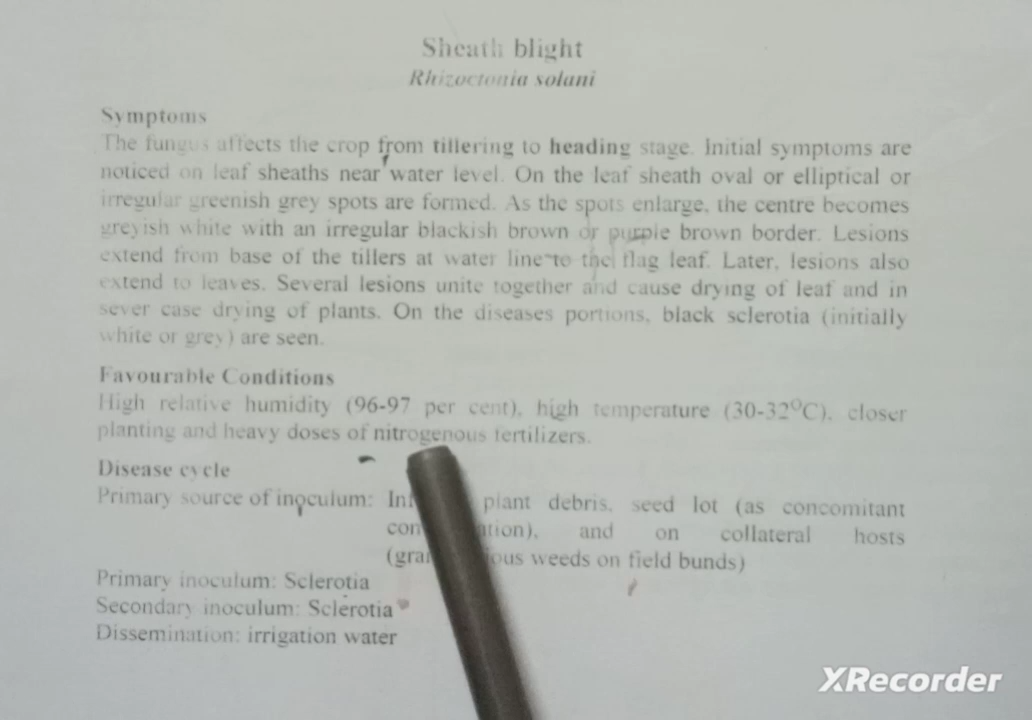 Sheath blight
Rhizoctonia solani
Symptoms
The fungus affects the crop from tillering to heading stage. Initial symptoms are
noticed on leaf sheaths near water level. On the leaf sheath oval or elliptical or
irregular greenish grey spots are formed. As the spots enlarge, the centre becomes
greyish white with an irregular blackish brown or purple brown border. Lesions
extend from base of the tillers at water line to the flag leaf. Later, lesions also
extend to leaves. Several lesions unite together and cause drying of leaf and in
sever case drying of plants. On the diseases portions, black sclerotia (initially
white or grey) are seen.
Favourable Conditions
High relative humidity (96-97 per cent), high temperature (30-32°C), closer
planting and heavy doses of nitrogenous fertilizers.
Disease cycle
Primary source of inoculum: plant debris, seed lot (as concomitant
and on collateral hosts
weeds on field bunds)
Primary inoculum: Sclerotia
Secondary inoculum: Sclerotia
Dissemination: irrigation water
XRecorder